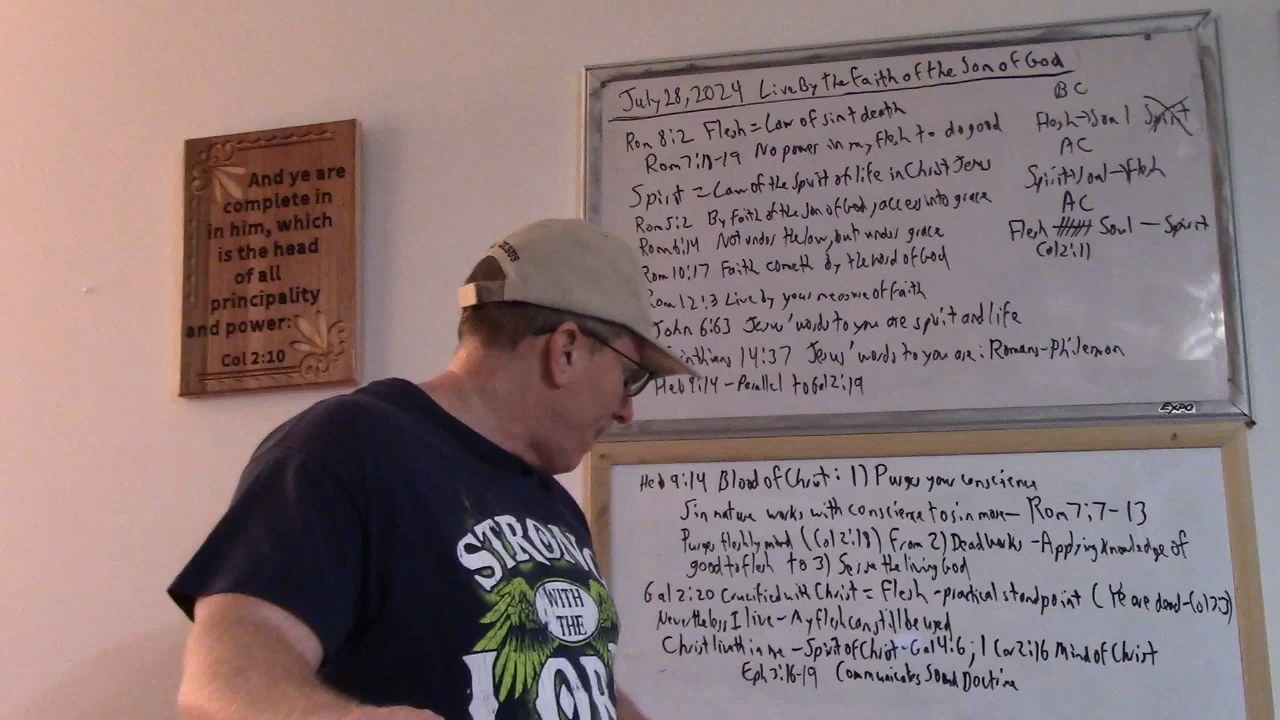 And ye are
complete in
in him, which
is the head
of all
principality
and power:
Col 2:10
JESUS
STRONG
WITH
THE
LOR
July 28, 2024 Live By the Faith of the Son of God
Rom 8:2 Flesh = Law of sin + death
Rom 7:18-19 No power in my flesh to do good
Spirit = Law of the Spirit of life in Christ Jesus
Rom 5:2 By faith of the Son of God, access into grace
Rom 6:14 Not under the law, but under grace
Rom 10:17 Faith cometh by the word of God
Rom 12:3 Live by your measure of faith
John 6:63 Jesus' words to you are spirit and life
inthians 14:37 Jesus' words to you are: Romans-Philemon
Heb 9:14 - Parallel to Gal 2:19
BC
Flesh → Soul Spirit
AC
Spirit → Soul → Flesh
AC
Flesh Soul - Spirit
Col 2:11
EXPO
Heb 9:14 Blood of Christ: 1) Purges your conscience
Sin nature works with conscience to sin more - Rom 7:7-13
Purges fleshly mind (Col 2:18) from 2) Dead works - Applying knowledge of
good to flesh to 3) Serve the living God
Gal 2:20 Crucified with Christ = Flesh - practical standpoint (Ye are dead - Col 3:3)
Nevertheless I live - My flesh can still be used
Christ liveth in me - Spirit of Christ - Gal 4:6; 1 Cor 2:16 Mind of Christ
Eph 3:16-19 Communicates Sound Doctrine